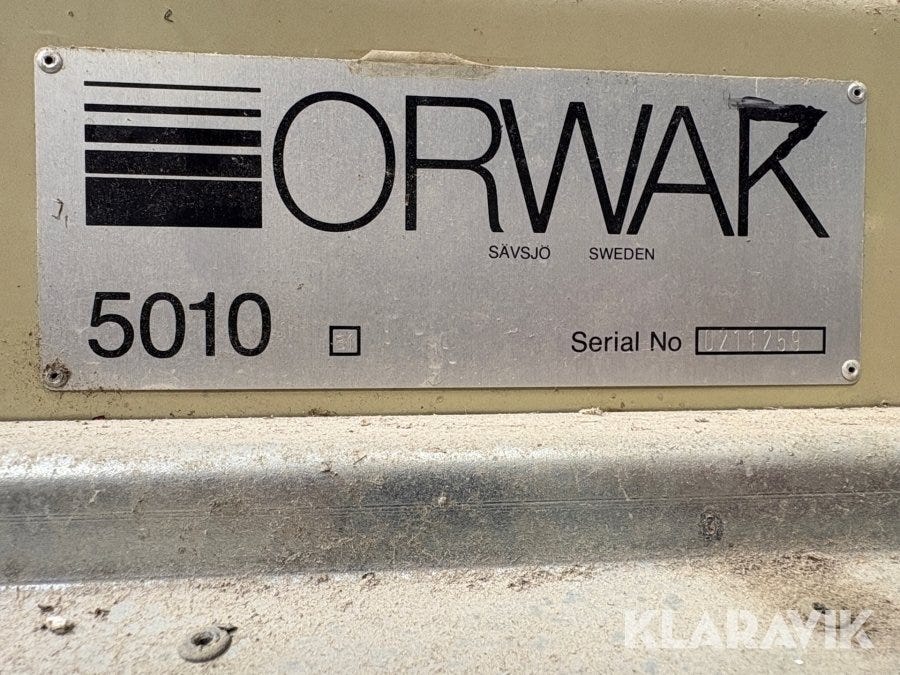 ORWAK
SÄVSJÖ SWEDEN
5010
Serial No 0211259
KLARAVIK